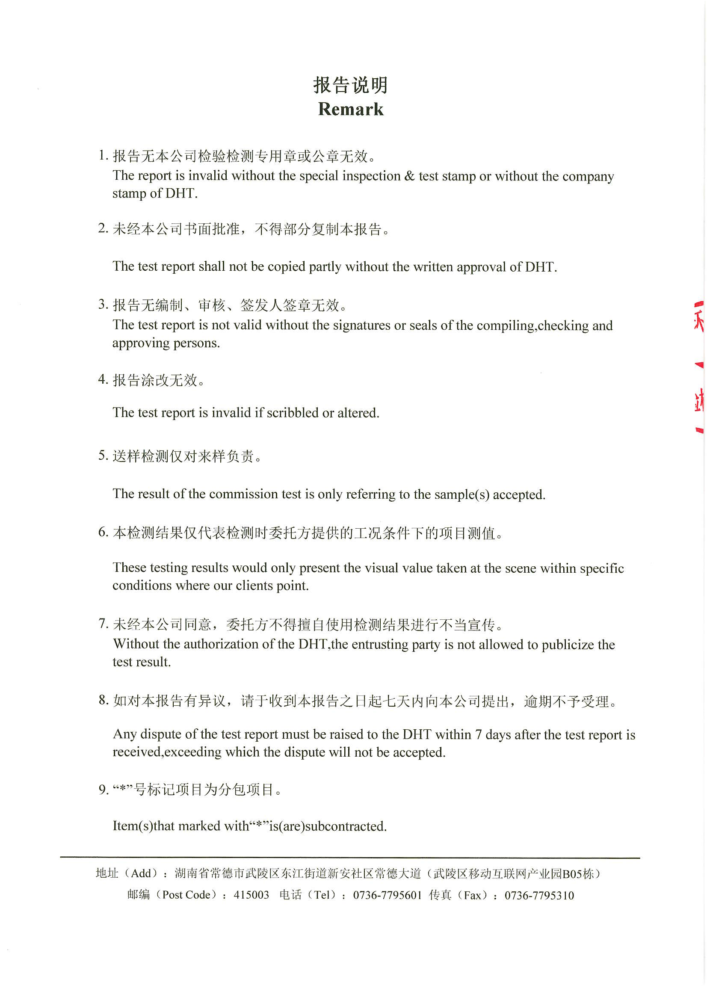 报告说明
Remark
1. 报告无本公司检验检测专用章或公章无效。
The report is invalid without the special inspection & test stamp or without the company
stamp of DHT.
2. 未经本公司书面批准，不得部分复制本报告。
The test report shall not be copied partly without the written approval of DHT.
3. 报告无编制、审核、签发人签章无效。
The test report is not valid without the signatures or seals of the compiling,checking and
approving persons.
4. 报告涂改无效。
The test report is invalid if scribbled or altered.
5. 送样检测仅对来样负责。
The result of the commission test is only referring to the sample(s) accepted.
6. 本检测结果仅代表检测时委托方提供的工况条件下的项目测值。
These testing results would only present the visual value taken at the scene within specific
conditions where our clients point.
7. 未经本公司同意，委托方不得擅自使用检测结果进行不当宣传。
Without the authorization of the DHT,the entrusting party is not allowed to publicize the
test result.
8. 如对本报告有异议，请于收到本报告之日起七天内向本公司提出，逾期不予受理。
Any dispute of the test report must be raised to the DHT within 7 days after the test report is
received,exceeding which the dispute will not be accepted.
9. “*”号标记项目为分包项目。
Item(s)that marked with“*”is(are)subcontracted.
地址（Add）：湖南省常德市武陵区东江街道新安社区常德大道（武陵区移动互联网产业园B05栋）
邮编（Post Code）：415003 电话（Tel）：0736-7795601 传真（Fax）：0736-7795310